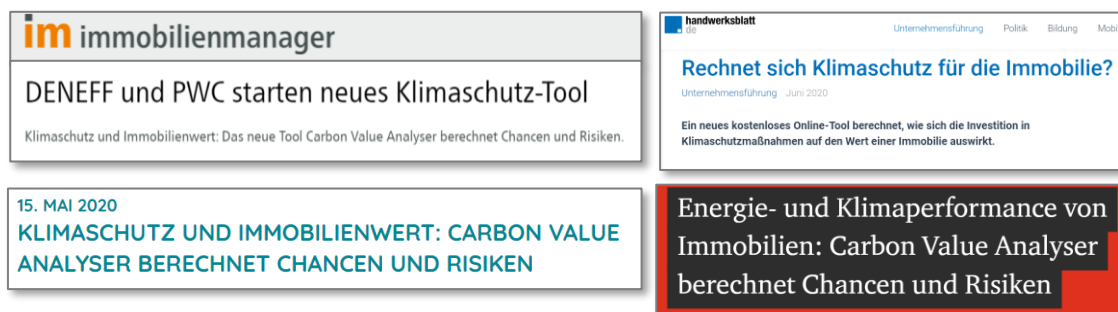 im immobilienmanager
DENEFF und PWC starten neues Klimaschutz-Tool
Klimaschutz und Immobilienwert: Das neue Tool Carbon Value Analyser berechnet Chancen und Risiken.
handwerksblatt
de
Unternehmensführung Politik Bildung Mobi
Rechnet sich Klimaschutz für die Immobilie?
Unternehmensführung Juni 2020
Ein neues kostenloses Online-Tool berechnet, wie sich die Investition in
Klimaschutzmaßnahmen auf den Wert einer Immobilie auswirkt.
15. MAI 2020
KLIMASCHUTZ UND IMMOBILIENWERT: CARBON VALUE
ANALYSER BERECHNET CHANCEN UND RISIKEN
Energie- und Klimaperformance von
Immobilien: Carbon Value Analyser
berechnet Chancen und Risiken